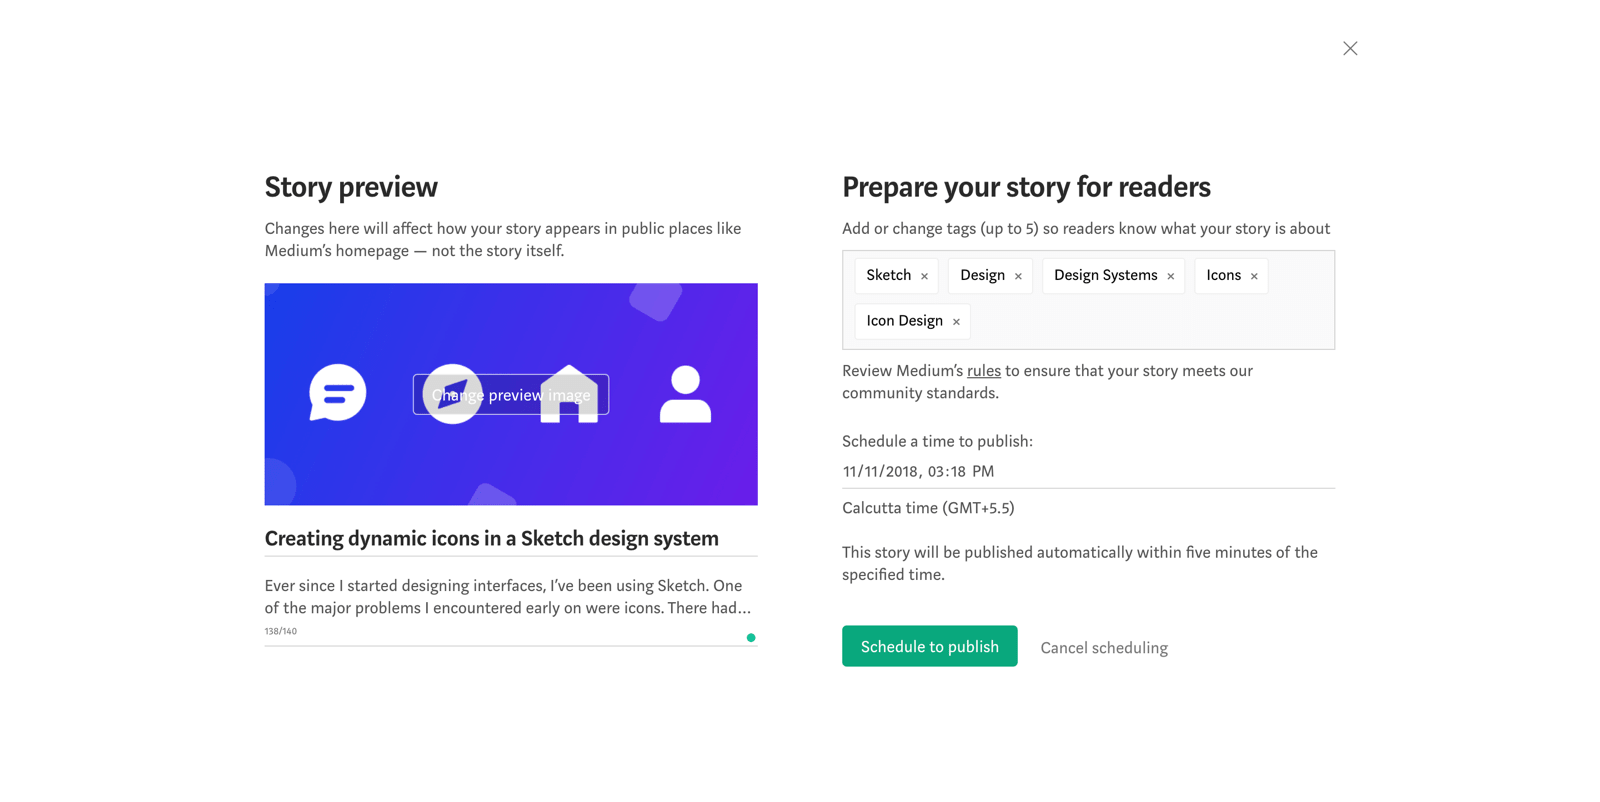 Story preview
Changes here will affect how your story appears in public places like
Medium's homepage — not the story itself.
Change preview image
Creating dynamic icons in a Sketch design system
Ever since I started designing interfaces, I've been using Sketch. One
of the major problems I encountered early on were icons. There had...
138/140
Prepare your story for readers
Add or change tags (up to 5) so readers know what your story is about
Sketch × Design × Design Systems × Icons ×
Icon Design ×
Review Medium's rules to ensure that your story meets our
community standards.
Schedule a time to publish:
11/11/2018, 03:18 PM
Calcutta time (GMT+5.5)
This story will be published automatically within five minutes of the
specified time.
Schedule to publish Cancel scheduling